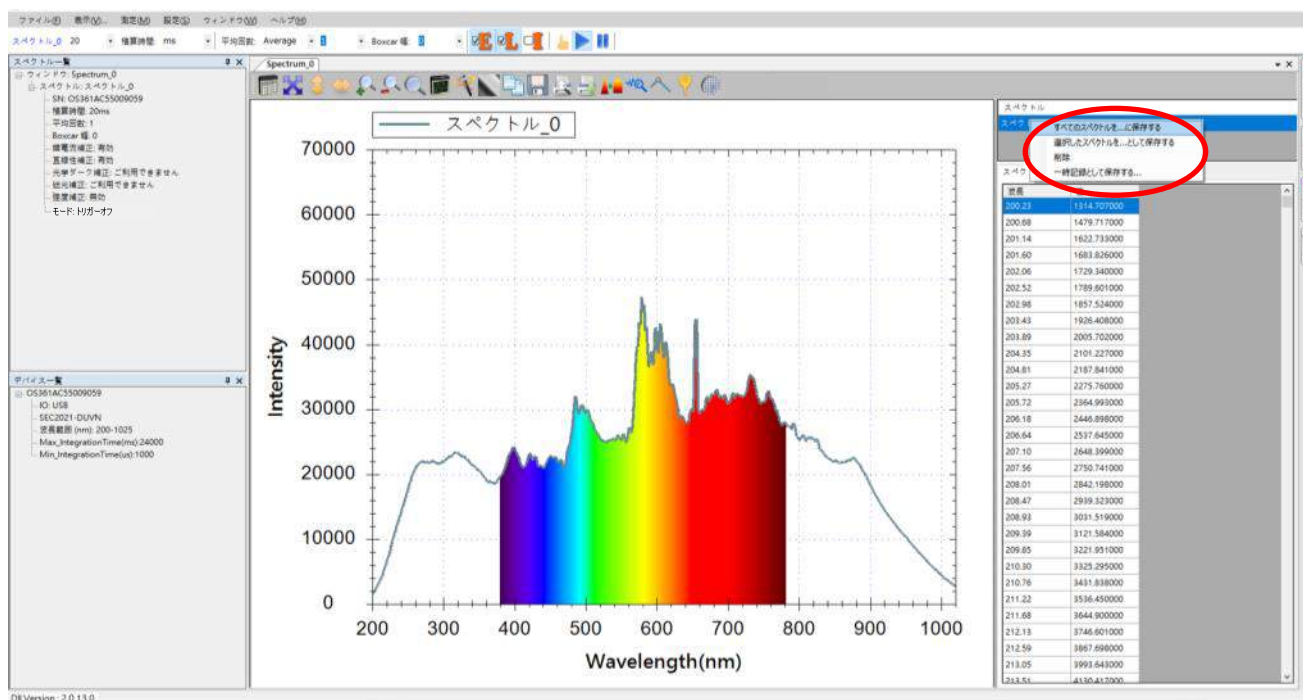 ファイル(F) 表示(V)... 測定(M) 設定(S) ウィンドウ(W) ヘルプ(H)
スペクトル_0 20 積算時間: ms 平均回数: Average 1 Boxcar 幅: 0
スペクトル一覧
ウィンドウ: Spectrum_0
スペクトル: スペクトル_0
SN: OS361AC55009059
積算時間: 20ms
平均回数: 1
Boxcar 幅: 0
暗電流補正: 有効
直線性補正: 有効
光学ダーク補正: ご利用できません
迷光補正: ご利用できません
強度補正: 無効
モード: トリガーオフ
デバイス一覧
OS361AC55009059
IO: USB
SEC2021-DUVN
波長範囲 (nm): 200-1025
Max_IntegrationTime(ms):24000
Min_IntegrationTime(us):1000
Spectrum_0
スペクトル_0
Intensity
70000
60000
50000
40000
30000
20000
10000
0
200 300 400 500 600 700 800 900 1000
Wavelength(nm)
スペクトル
スペク
すべてのスペクトルを...に保存する
選択したスペクトルを...として保存する
削除
一時記録として保存する...
スペク
波長
200.23 1314.707000
200.68 1479.717000
201.14 1622.733000
201.60 1683.826000
202.06 1729.340000
202.52 1789.601000
202.98 1857.524000
203.43 1926.408000
203.89 2005.702000
204.35 2101.227000
204.81 2187.841000
205.27 2275.760000
205.72 2364.993000
206.18 2446.898000
206.64 2537.645000
207.10 2648.399000
207.56 2750.741000
208.01 2842.198000
208.47 2939.323000
208.93 3031.519000
209.39 3121.584000
209.85 3221.951000
210.30 3325.295000
210.76 3431.838000
211.22 3536.450000
211.68 3644.900000
212.13 3746.601000
212.59 3867.698000
213.05 3993.643000
213.51 4130.417000
DllVersion : 2.0.13.0